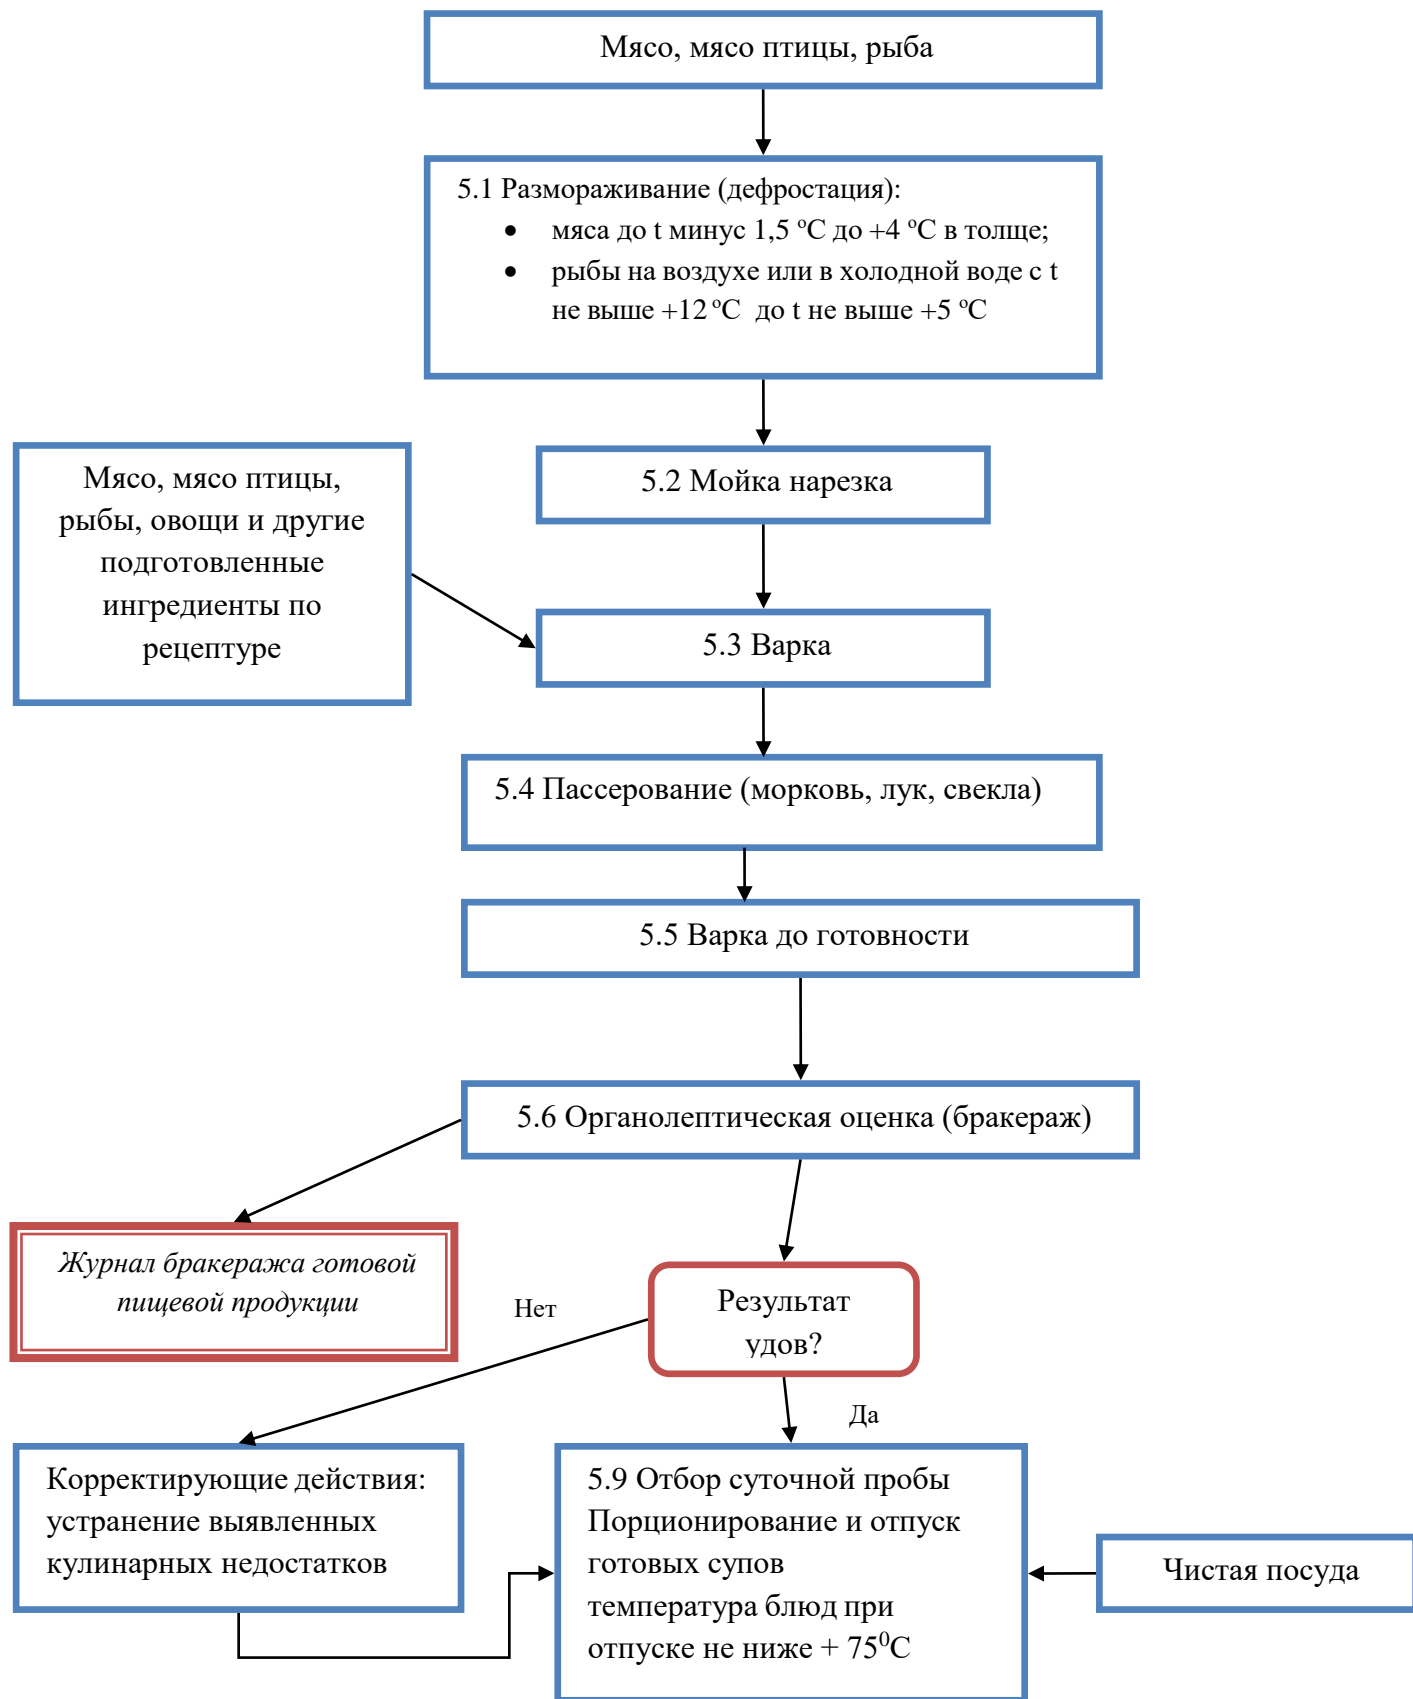 Мясо, мясо птицы, рыба
5.1 Размораживание (дефростация):
• мяса до t минус 1,5 ºС до +4 ºС в толще;
• рыбы на воздухе или в холодной воде с t
не выше +12 ºС до t не выше +5 ºС
5.2 Мойка нарезка
Мясо, мясо птицы,
рыбы, овощи и другие
подготовленные
ингредиенты по
рецептуре
5.3 Варка
5.4 Пассерование (морковь, лук, свекла)
5.5 Варка до готовности
5.6 Органолептическая оценка (бракераж)
Журнал бракеража готовой
пищевой продукции
Нет
Результат
удов?
Да
Корректирующие действия:
устранение выявленных
кулинарных недостатков
5.9 Отбор суточной пробы
Порционирование и отпуск
готовых супов
температура блюд при
отпуске не ниже + 75⁰С
Чистая посуда